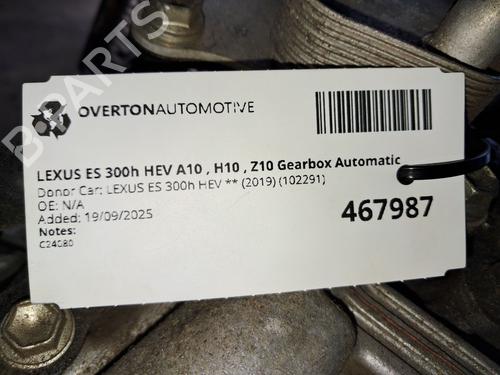 OVERTONAUTOMOTIVE
LEXUS ES 300h HEV A10 , H10 , Z10 Gearbox Automatic
Donor Car: LEXUS ES 300h HEV ** (2019) (102291)
OE: N/A
Added: 19/09/2025
467987
Notes:
C24080
B-PARTS